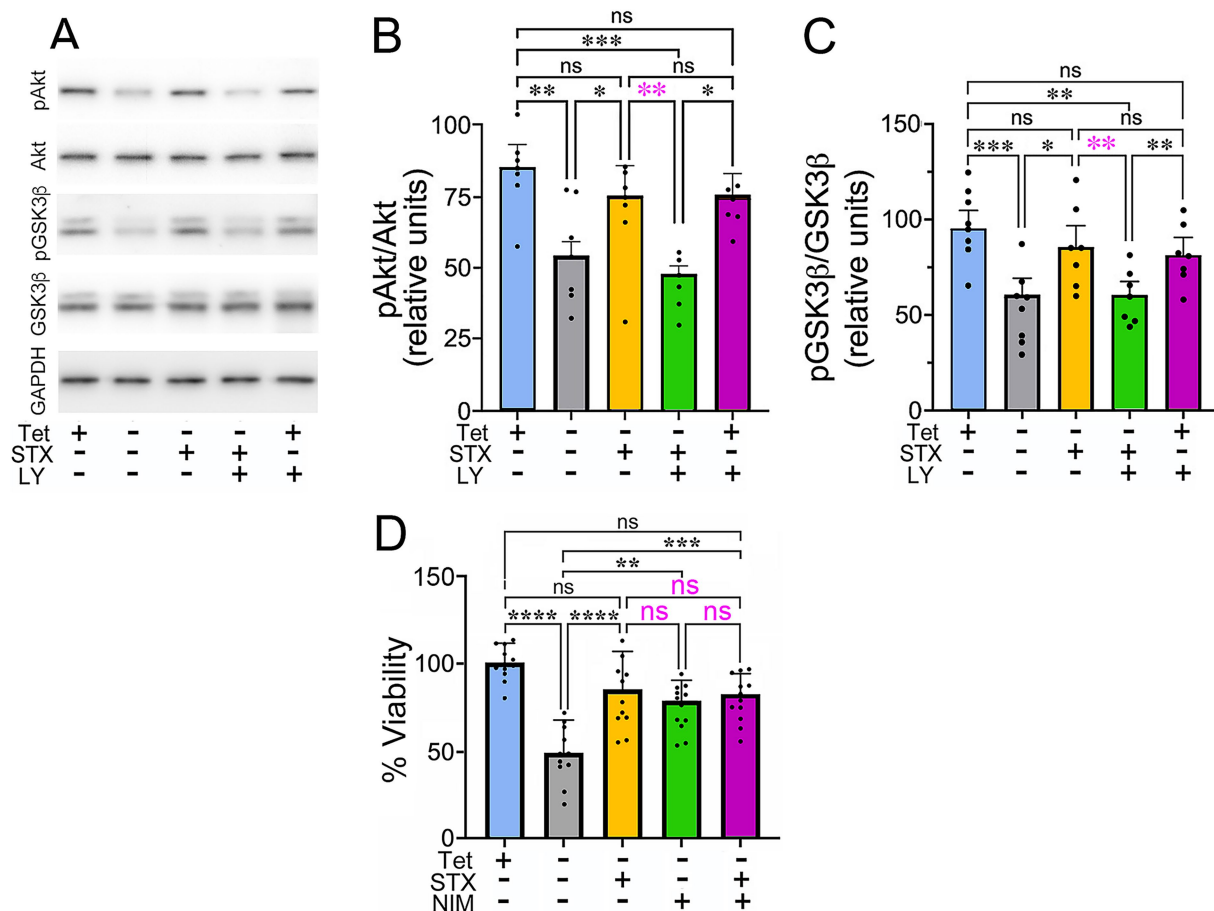 A
pAkt
Akt
pGSK3β
GSK3β
GAPDH
Tet + - - - +
STX - - + + -
LY - - - + +
B
ns
***
ns ns
** * ** *
pAkt/Akt
(relative units)
100
75
50
25
0
Tet + - - - +
STX - - + + -
LY - - - + +
C
ns
**
ns ns
*** * ** **
pGSK3β/GSK3β
(relative units)
150
100
50
0
Tet + - - - +
STX - - + + -
LY - - - + +
D
ns
***
**
ns ns
**** **** ns ns
% Viability
150
100
50
0
Tet + - - - -
STX - - + - +
NIM - - - + +